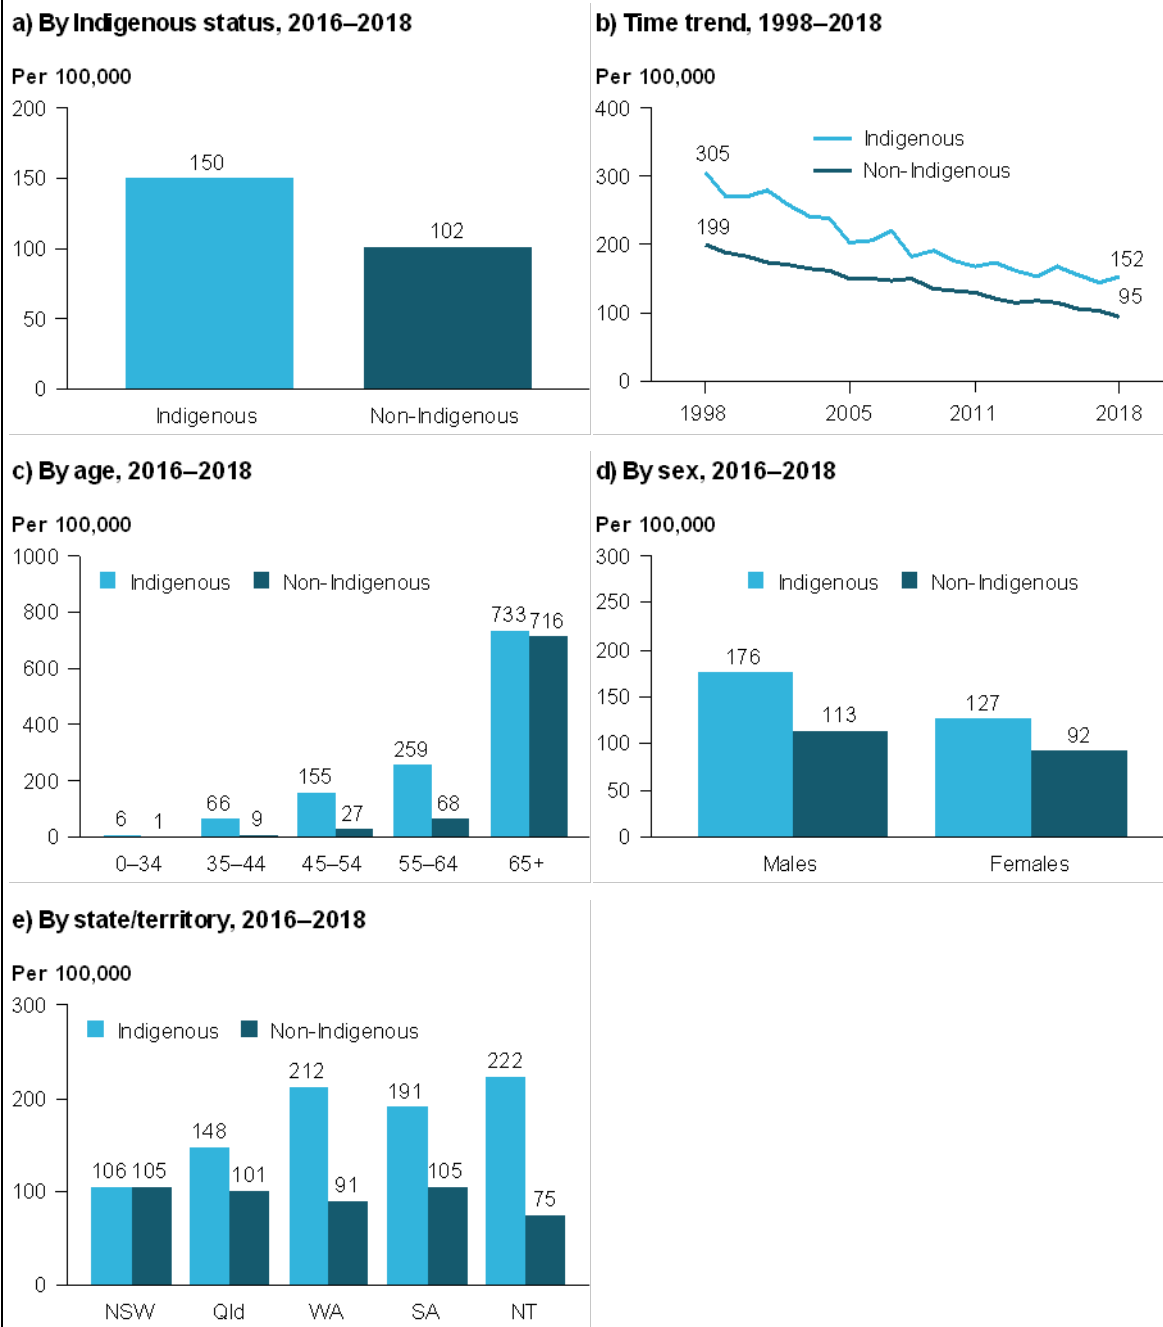 a) By Indigenous status, 2016–2018
Per 100,000
200
150
100
50
0
150
102
Indigenous
Non-Indigenous
b) Time trend, 1998–2018
Per 100,000
400
300
200
100
0
Indigenous
Non-Indigenous
305
199
152
95
1998 2005 2011 2018
c) By age, 2016–2018
Per 100,000
1000
800
600
400
200
0
Indigenous Non-Indigenous
6 1 66 9 155 27 259 68 733 716
0–34 35–44 45–54 55–64 65+
d) By sex, 2016–2018
Per 100,000
300
250
200
150
100
50
0
Indigenous Non-Indigenous
176 113 127 92
Males Females
e) By state/territory, 2016–2018
Per 100,000
300
200
100
0
Indigenous Non-Indigenous
106 105 148 101 212 91 191 105 222 75
NSW Qld WA SA NT